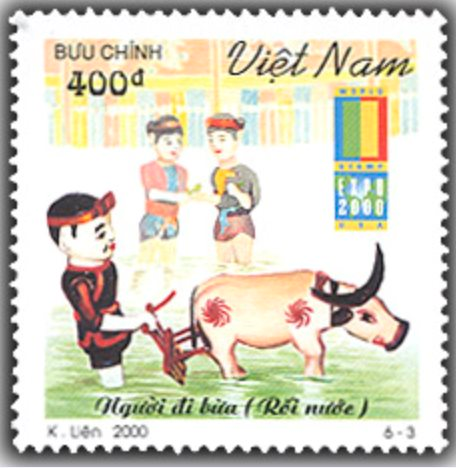 BƯU CHÍNH
400đ
Việt Nam
WORLD
STAMP
EXPO
2000
USA
Người đi bừa (Rối nước)
K. Liên 2000
6-3